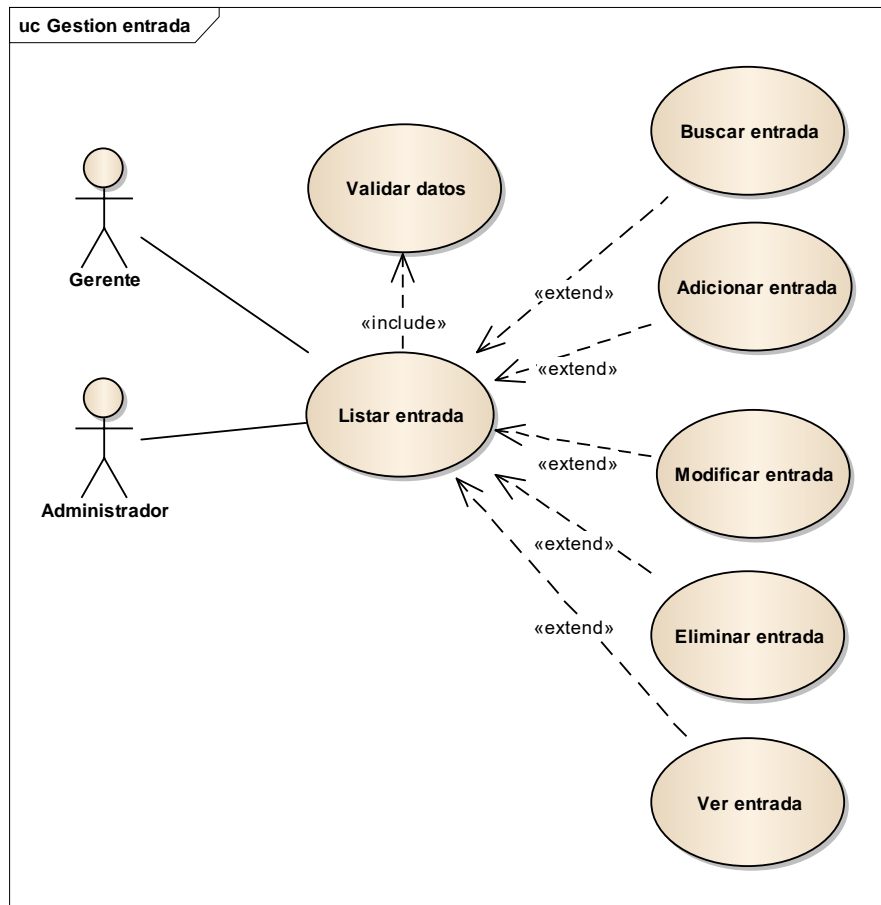 uc Gestion entrada
Buscar entrada
Validar datos
Gerente
Adicionar entrada
«extend»
«include»
«extend»
Listar entrada
Administrador
«extend»
Modificar entrada
«extend»
Eliminar entrada
«extend»
Ver entrada